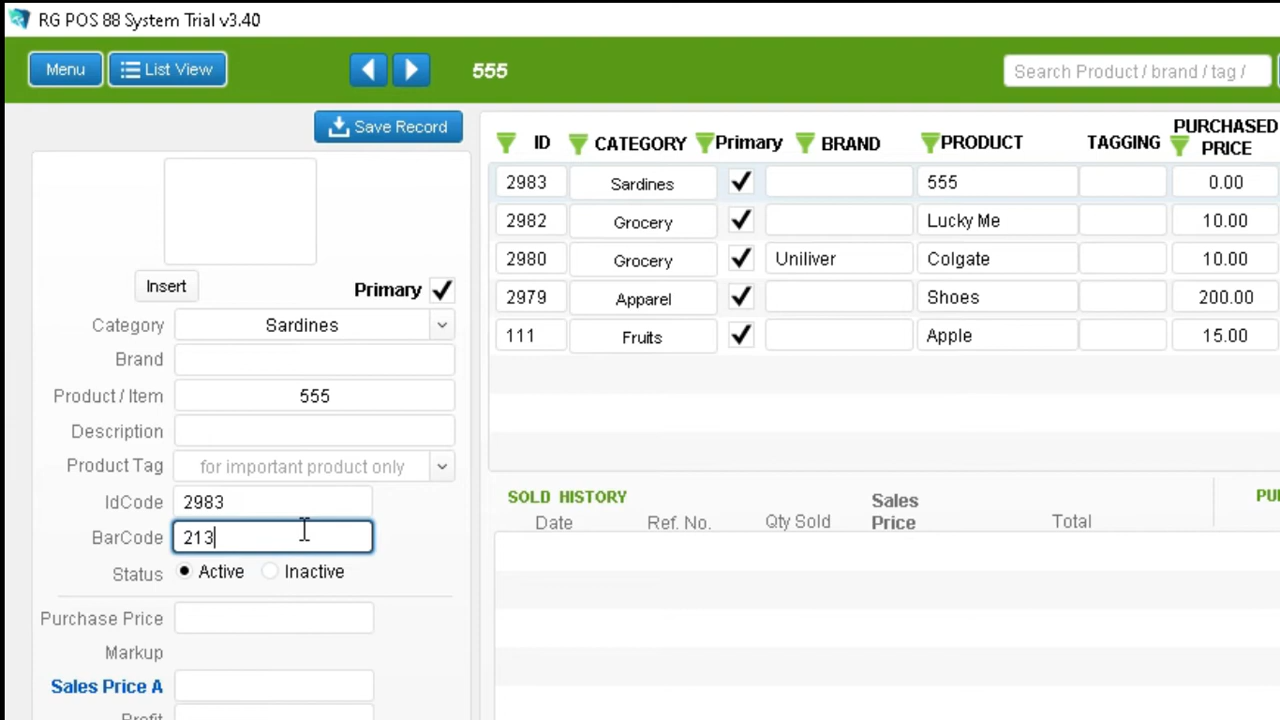 RG POS 88 System Trial v3.40
Menu List View 555 Search Product / brand / tag /
Save Record
ID CATEGORY Primary BRAND PRODUCT TAGGING PURCHASED PRICE
2983 Sardines 555 0.00
2982 Grocery Lucky Me 10.00
2980 Grocery Uniliver Colgate 10.00
2979 Apparel Shoes 200.00
111 Fruits Apple 15.00
Insert Primary
Category Sardines
Brand
Product / Item 555
Description
Product Tag for important product only
IdCode 2983
BarCode 213
Status Active Inactive
Purchase Price
Markup
Sales Price A
Profit
SOLD HISTORY PU
Date Ref. No. Qty Sold Sales Price Total